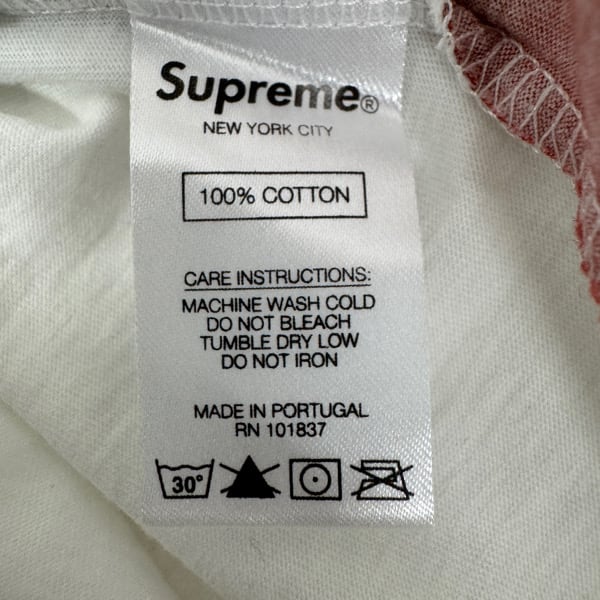 Supreme®
NEW YORK CITY
100% COTTON
CARE INSTRUCTIONS:
MACHINE WASH COLD
DO NOT BLEACH
TUMBLE DRY LOW
DO NOT IRON
MADE IN PORTUGAL
RN 101837
30°